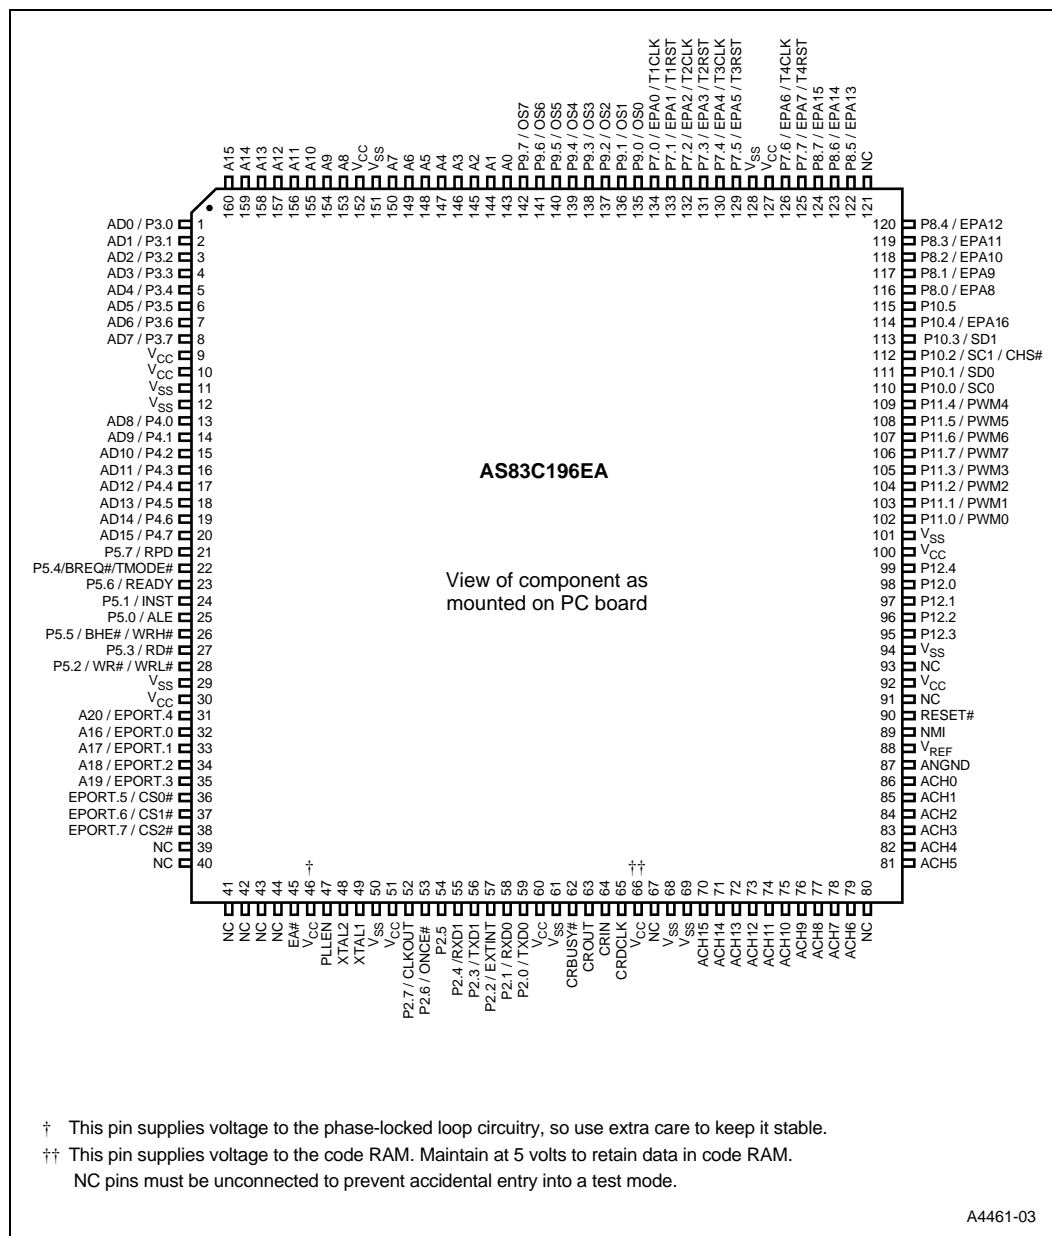 A15
A14
A13
A12
A11
A10
A9
A8
VCC
VSS
A7
A6
A5
A4
A3
A2
A1
A0
P9.7 / OS7
P9.6 / OS6
P9.5 / OS5
P9.4 / OS4
P9.3 / OS3
P9.2 / OS2
P9.1 / OS1
P9.0 / OS0
P7.0 / EPA0 / T1CLK
P7.1 / EPA1 / T1RST
P7.2 / EPA2 / T2CLK
P7.3 / EPA3 / T2RST
P7.4 / EPA4 / T3CLK
P7.5 / EPA5 / T3RST
VSS
VCC
P7.6 / EPA6 / T4CLK
P7.7 / EPA7 / T4RST
P8.7 / EPA15
P8.6 / EPA14
P8.5 / EPA13
NC
160
159
158
157
156
155
154
153
152
151
150
149
148
147
146
145
144
143
142
141
140
139
138
137
136
135
134
133
132
131
130
129
128
127
126
125
124
123
122
121
AD0 / P3.0 1
AD1 / P3.1 2
AD2 / P3.2 3
AD3 / P3.3 4
AD4 / P3.4 5
AD5 / P3.5 6
AD6 / P3.6 7
AD7 / P3.7 8
VCC 9
VCC 10
VSS 11
VSS 12
AD8 / P4.0 13
AD9 / P4.1 14
AD10 / P4.2 15
AD11 / P4.3 16
AD12 / P4.4 17
AD13 / P4.5 18
AD14 / P4.6 19
AD15 / P4.7 20
P5.7 / RPD 21
P5.4/BREQ#/TMODE# 22
P5.6 / READY 23
P5.1 / INST 24
P5.0 / ALE 25
P5.5 / BHE# / WRH# 26
P5.3 / RD# 27
P5.2 / WR# / WRL# 28
VSS 29
VCC 30
A20 / EPORT.4 31
A16 / EPORT.0 32
A17 / EPORT.1 33
A18 / EPORT.2 34
A19 / EPORT.3 35
EPORT.5 / CS0# 36
EPORT.6 / CS1# 37
EPORT.7 / CS2# 38
NC 39
NC 40
AS83C196EA
View of component as
mounted on PC board
120 P8.4 / EPA12
119 P8.3 / EPA11
118 P8.2 / EPA10
117 P8.1 / EPA9
116 P8.0 / EPA8
115 P10.5
114 P10.4 / EPA16
113 P10.3 / SD1
112 P10.2 / SC1 / CHS#
111 P10.1 / SD0
110 P10.0 / SC0
109 P11.4 / PWM4
108 P11.5 / PWM5
107 P11.6 / PWM6
106 P11.7 / PWM7
105 P11.3 / PWM3
104 P11.2 / PWM2
103 P11.1 / PWM1
102 P11.0 / PWM0
101 VSS
100 VCC
99 P12.4
98 P12.0
97 P12.1
96 P12.2
95 P12.3
94 VSS
93 NC
92 VCC
91 NC
90 RESET#
89 NMI
88 VREF
87 ANGND
86 ACH0
85 ACH1
84 ACH2
83 ACH3
82 ACH4
81 ACH5
†
††
41
42
43
44
45
46
47
48
49
50
51
52
53
54
55
56
57
58
59
60
61
62
63
64
65
66
67
68
69
70
71
72
73
74
75
76
77
78
79
80
NC
NC
NC
NC
EA#
VCC
PLLEN
XTAL2
XTAL1
VSS
VCC
P2.7 / CLKOUT
P2.6 / ONCE#
P2.5
P2.4 /RXD1
P2.3 / TXD1
P2.2 / EXTINT
P2.1 / RXD0
P2.0 / TXD0
VCC
VSS
CRBUSY#
CROUT
CRIN
CRDCLK
VCC
NC
VSS
VSS
ACH15
ACH14
ACH13
ACH12
ACH11
ACH10
ACH9
ACH8
ACH7
ACH6
NC
† This pin supplies voltage to the phase-locked loop circuitry, so use extra care to keep it stable.
†† This pin supplies voltage to the code RAM. Maintain at 5 volts to retain data in code RAM.
NC pins must be unconnected to prevent accidental entry into a test mode.
A4461-03